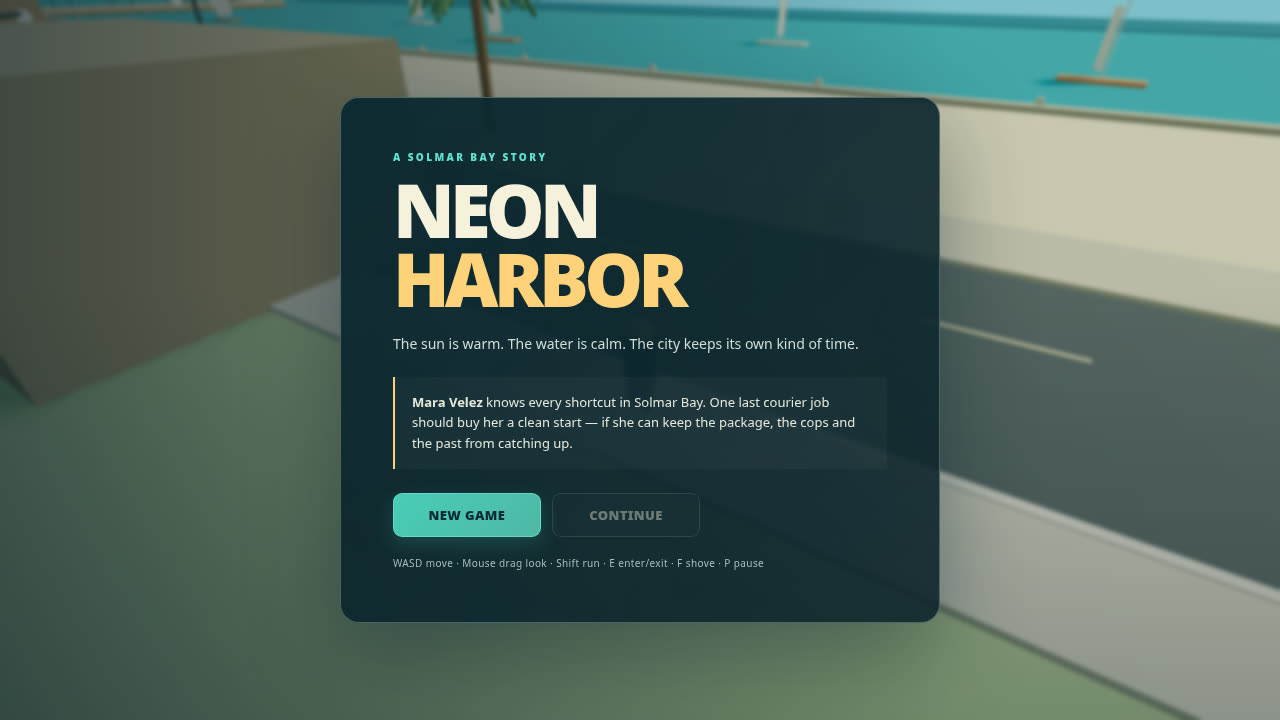 A SOLMAR BAY STORY
NEON
HARBOR
The sun is warm. The water is calm. The city keeps its own kind of time.
Mara Velez knows every shortcut in Solmar Bay. One last courier job
should buy her a clean start — if she can keep the package, the cops and
the past from catching up.
NEW GAME
CONTINUE
WASD move · Mouse drag look · Shift run · E enter/exit · F shove · P pause